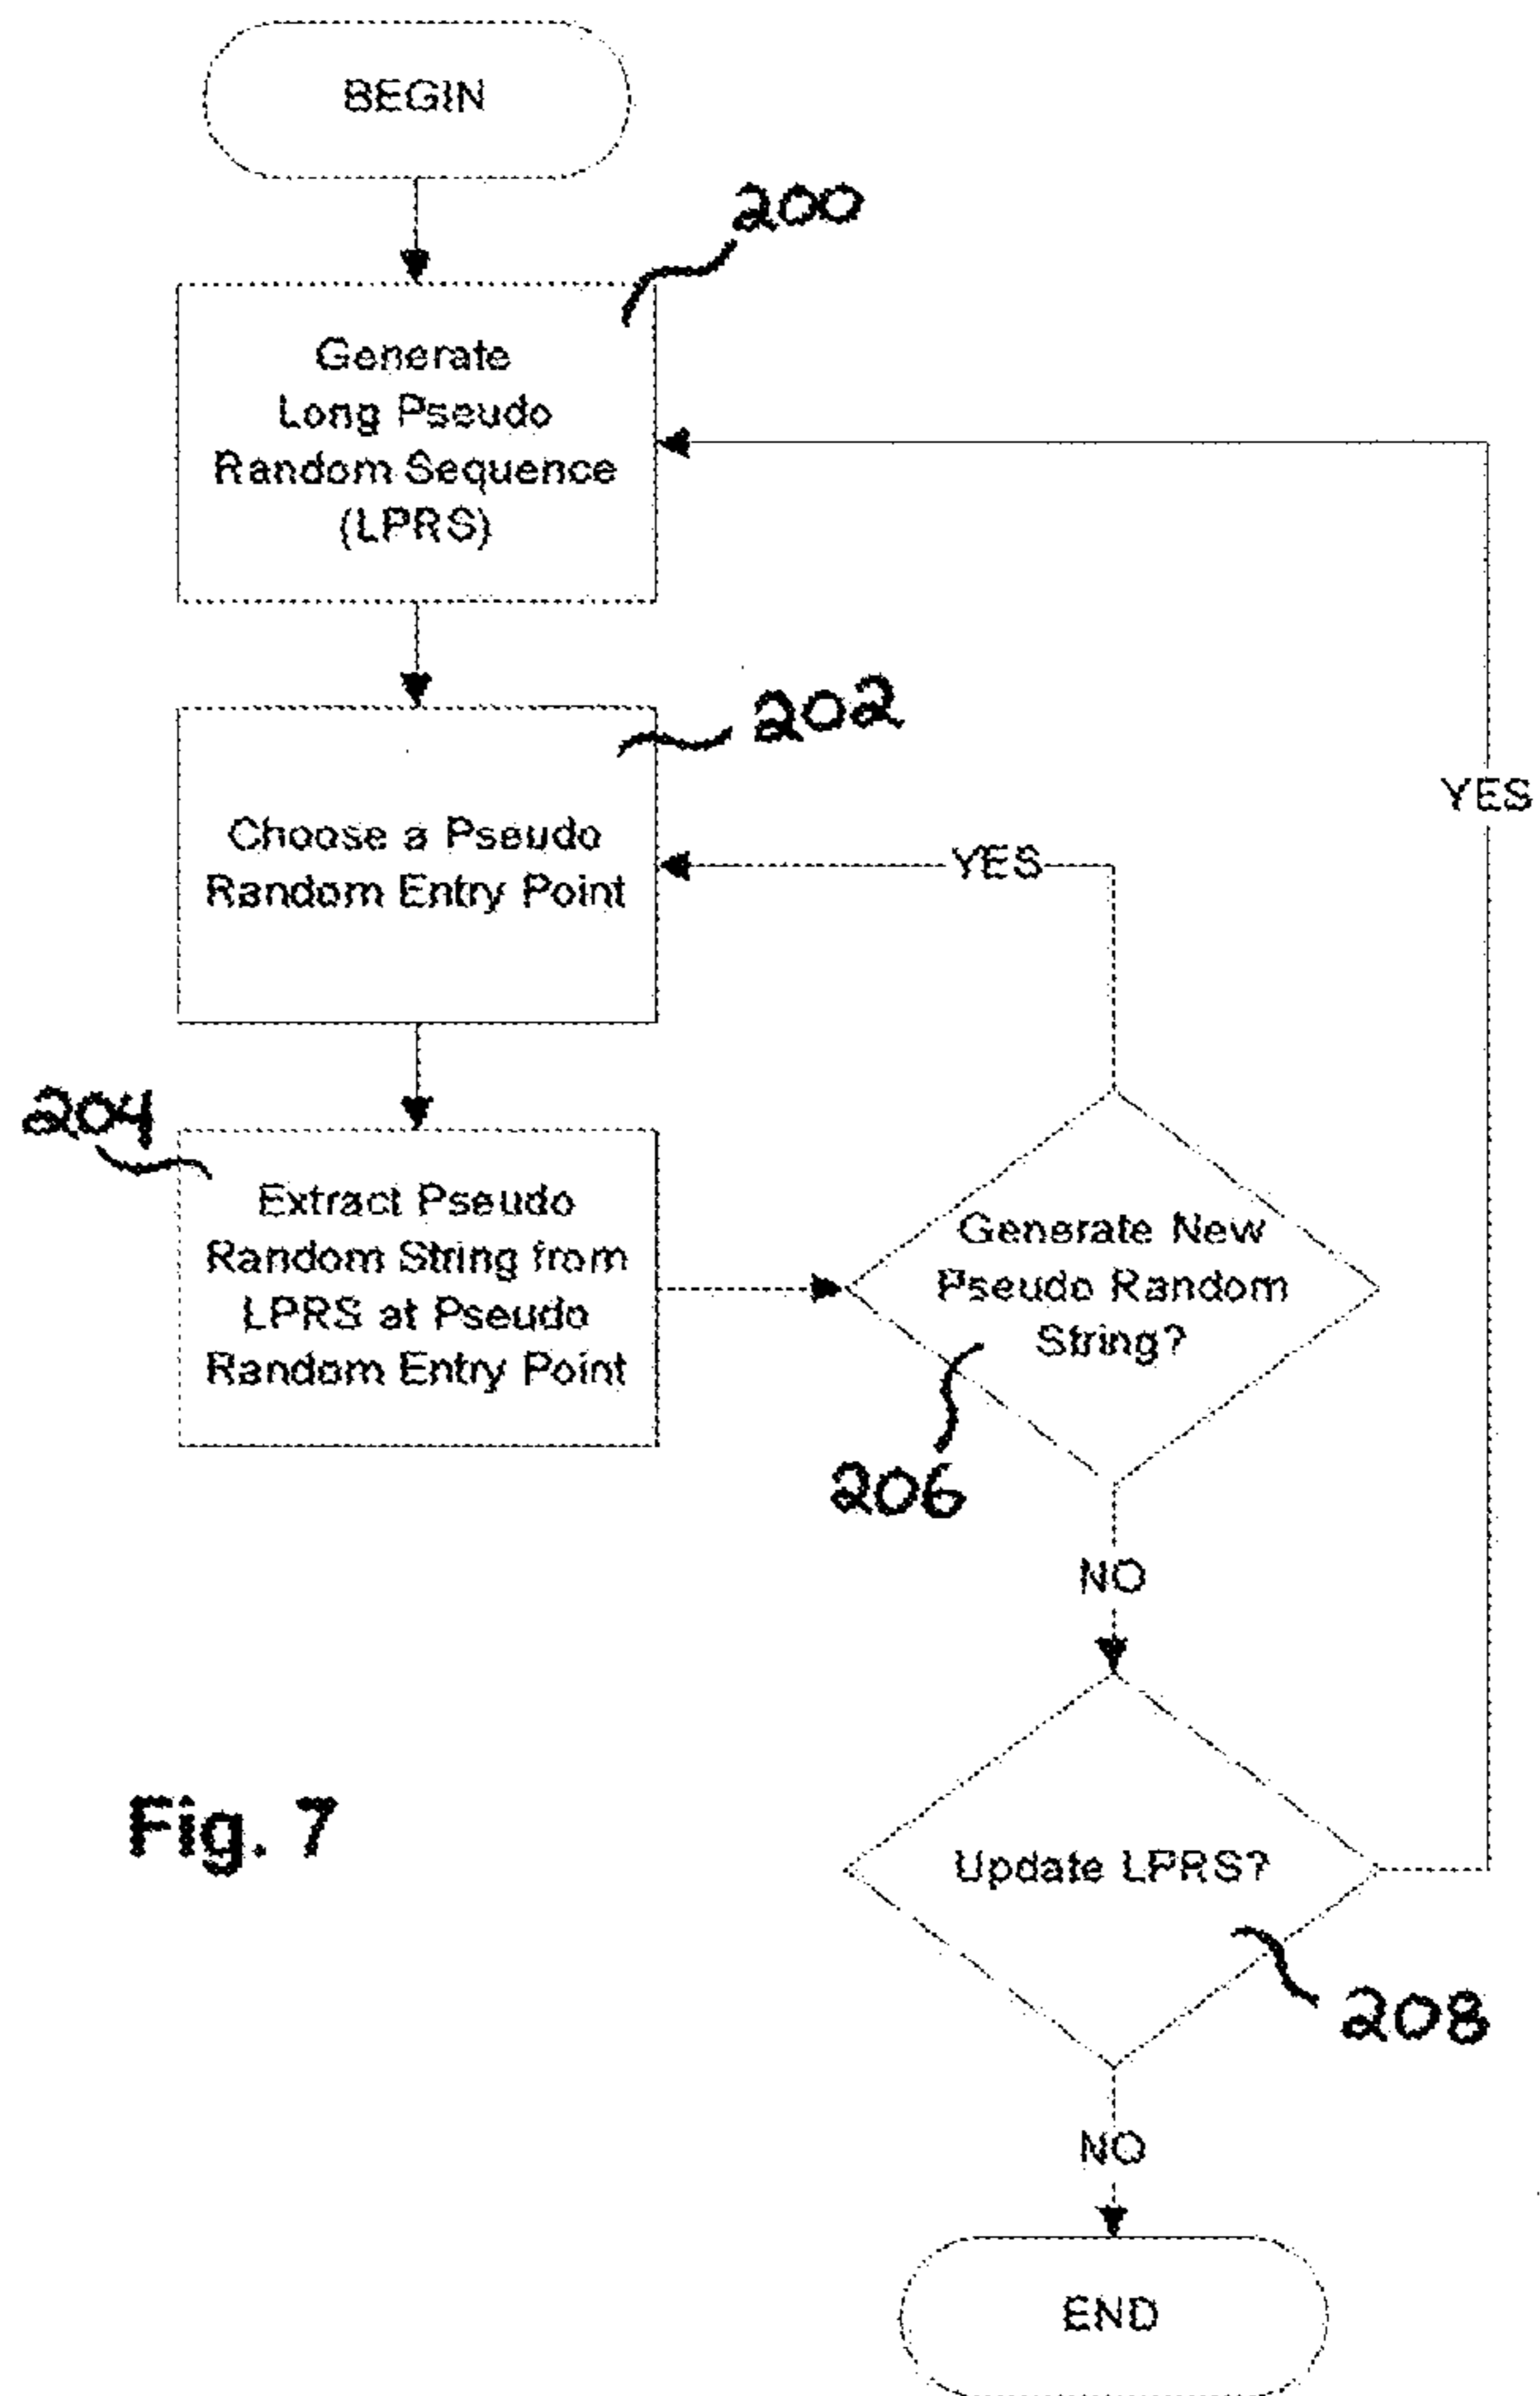 BEGIN
200
Generate
Long Pseudo
Random Sequence
(LPRS)
202
Choose a Pseudo
Random Entry Point
YES
YES
204
Extract Pseudo
Random String from
LPRS at Pseudo
Random Entry Point
Generate New
Pseudo Random
String?
206
NO
Fig. 7
Update LPRS?
208
NO
END